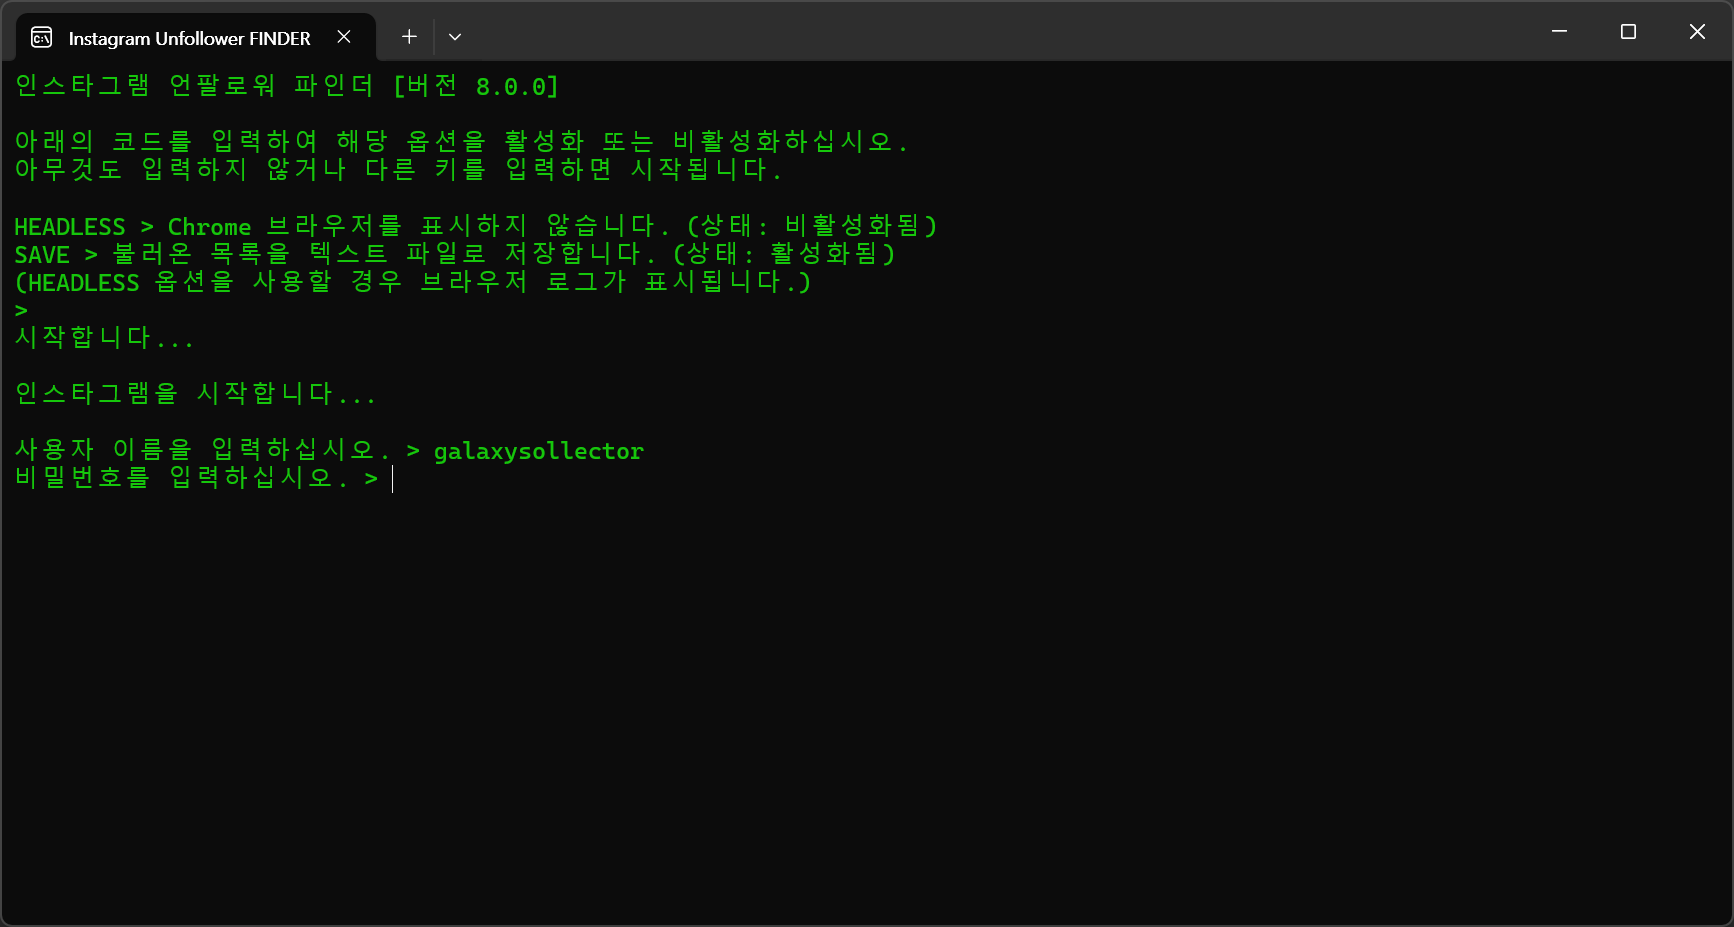 Instagram Unfollower FINDER
인스타그램 언팔로워 파인더 [버전 8.0.0]
아래의 코드를 입력하여 해당 옵션을 활성화 또는 비활성화하십시오.
아무것도 입력하지 않거나 다른 키를 입력하면 시작됩니다.
HEADLESS > Chrome 브라우저를 표시하지 않습니다. (상태: 비활성화됨)
SAVE > 불러온 목록을 텍스트 파일로 저장합니다. (상태: 활성화됨)
(HEADLESS 옵션을 사용할 경우 브라우저 로그가 표시됩니다.)
>
시작합니다...
인스타그램을 시작합니다...
사용자 이름을 입력하십시오. > galaxysollector
비밀번호를 입력하십시오. >